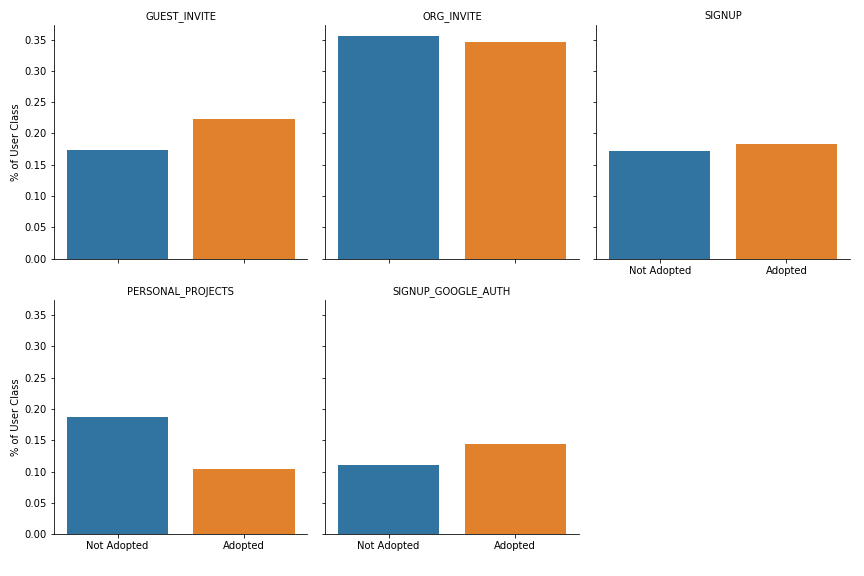 GUEST_INVITE
ORG_INVITE
SIGNUP
% of User Class
0.35
0.30
0.25
0.20
0.15
0.10
0.05
0.00
Not Adopted
Adopted
PERSONAL_PROJECTS
SIGNUP_GOOGLE_AUTH
% of User Class
0.35
0.30
0.25
0.20
0.15
0.10
0.05
0.00
Not Adopted
Adopted
Not Adopted
Adopted